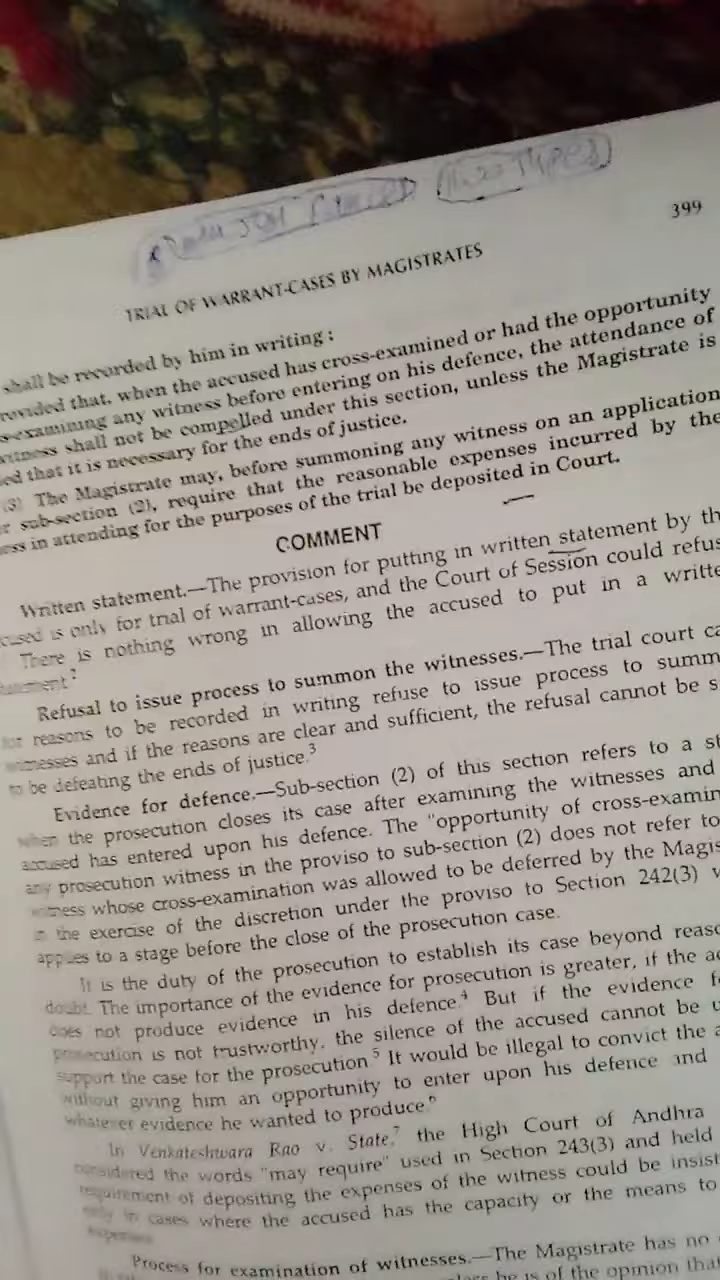 399
TRIAL OF WARRANT-CASES BY MAGISTRATES
shall be recorded by him in writing :
rovided that, when the accused has cross-examined or had the opportunity
s-examining any witness before entering on his defence, the attendance of
witness shall not be compelled under this section, unless the Magistrate is
ed that it is necessary for the ends of justice.
(3) The Magistrate may, before summoning any witness on an application
r sub-section (2), require that the reasonable expenses incurred by the
ess in attending for the purposes of the trial be deposited in Court.
COMMENT
Written statement.—The provision for putting in written statement by th
cused is only for trial of warrant-cases, and the Court of Session could refus
There is nothing wrong in allowing the accused to put in a writte
2
Refusal to issue process to summon the witnesses.—The trial court ca
for reasons to be recorded in writing refuse to issue process to summ
witnesses and if the reasons are clear and sufficient, the refusal cannot be s
to be defeating the ends of justice.3
Evidence for defence.—Sub-section (2) of this section refers to a st
when the prosecution closes its case after examining the witnesses and
accused has entered upon his defence. The "opportunity of cross-examin
any prosecution witness in the proviso to sub-section (2) does not refer to
witness whose cross-examination was allowed to be deferred by the Magis
in the exercise of the discretion under the proviso to Section 242(3) w
applies to a stage before the close of the prosecution case.
It is the duty of the prosecution to establish its case beyond reaso
doubt. The importance of the evidence for prosecution is greater, if the ac
does not produce evidence in his defence.4 But if the evidence f
prosecution is not trustworthy, the silence of the accused cannot be u
support the case for the prosecution.5 It would be illegal to convict the a
without giving him an opportunity to enter upon his defence and
whatever evidence he wanted to produce.6
In Venkateshwara Rao v. State,7 the High Court of Andhra
considered the words "may require" used in Section 243(3) and held
requirement of depositing the expenses of the witness could be insist
only in cases where the accused has the capacity or the means to
expenses
Process for examination of witnesses.—The Magistrate has no
he is of the opinion that